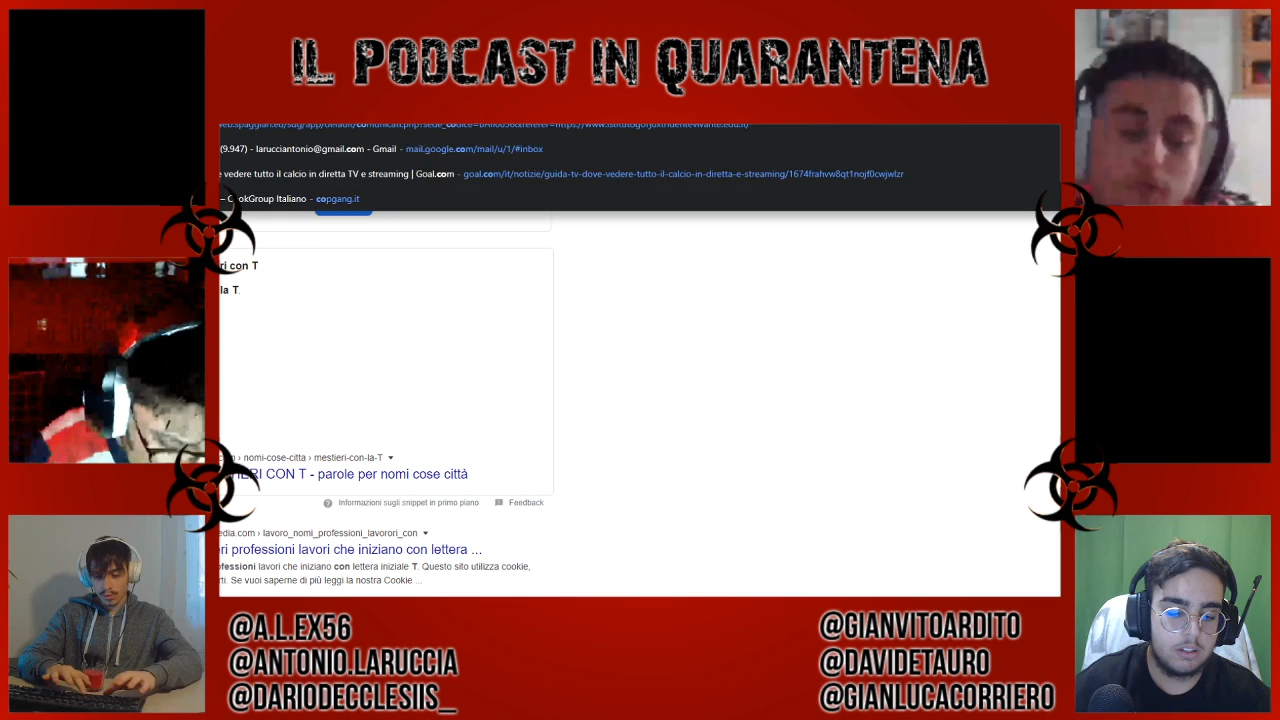 IL PODCAST IN QUARANTENA
(9.947) - larucciantonio@gmail.com - Gmail - mail.google.com/mail/u/1/#inbox
e vedere tutto il calcio in diretta TV e streaming | Goal.com - goal.com/it/notizie/guida-tv-dove-vedere-tutto-il-calcio-in-diretta-e-streaming/1674frahvw8qt1nojf0cwjwlzr
– CookGroup Italiano - copgang.it
ri con T
la T.
› nomi-cose-citta › mestieri-con-la-T
IERI CON T - parole per nomi cose città
Informazioni sugli snippet in primo piano Feedback
edia.com › lavoro_nomi_professioni_lavorori_con
ori professioni lavori che iniziano con lettera ...
ofessioni lavori che iniziano con lettera iniziale T. Questo sito utilizza cookie,
rti. Se vuoi saperne di più leggi la nostra Cookie ...
@A.L.EX56
@ANTONIO.LARUCCIA
@DARIODECCLESIIS_
@GIANVITOARDITO
@DAVIDETAURO
@GIANLUCACORRIERO